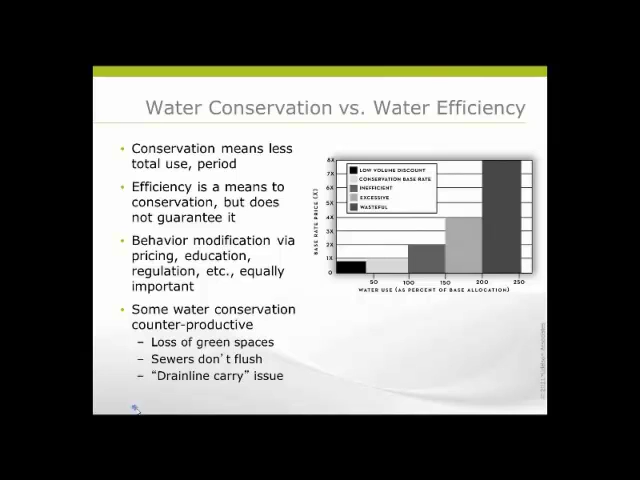 Water Conservation vs. Water Efficiency
• Conservation means less
total use, period
• Efficiency is a means to
conservation, but does
not guarantee it
• Behavior modification via
pricing, education,
regulation, etc., equally
important
• Some water conservation
counter-productive
– Loss of green spaces
– Sewers don't flush
– “Drainline carry” issue
BASE RATE PRICE (X)
8X
7X
6X
5X
4X
3X
2X
1X
0
LOW VOLUME DISCOUNT
CONSERVATION BASE RATE
INEFFICIENT
EXCESSIVE
WASTEFUL
50 100 150 200 250
WATER USE (AS PERCENT OF BASE ALLOCATION)